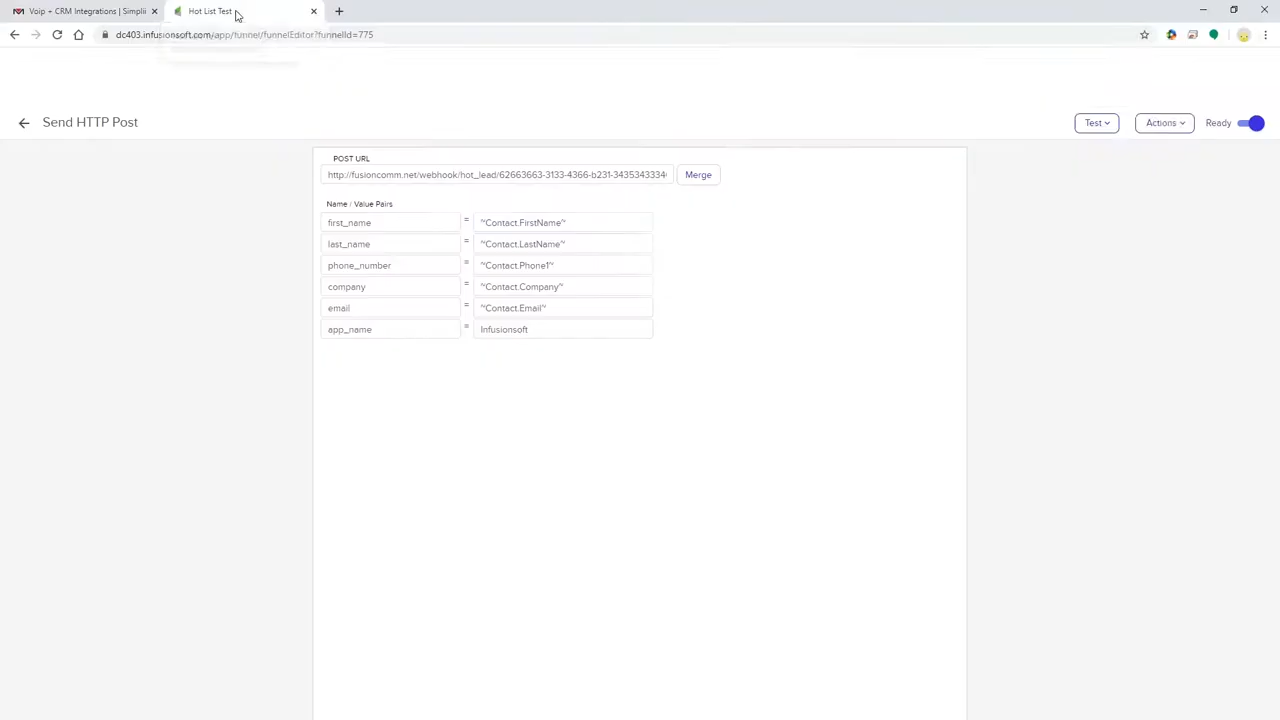 Voip + CRM Integrations | Simplii
Hot List Test
dc403.infusionsoft.com/app/funnel/funnelEditor?funnelId=775
Send HTTP Post
Test
Actions
Ready
POST URL
http://fusioncomm.net/webhook/hot_lead/62663663-3133-4366-b231-3435343334
Merge
Name / Value Pairs
first_name = ~Contact.FirstName~
last_name = ~Contact.LastName~
phone_number = ~Contact.Phone1~
company = ~Contact.Company~
email = ~Contact.Email~
app_name = Infusionsoft